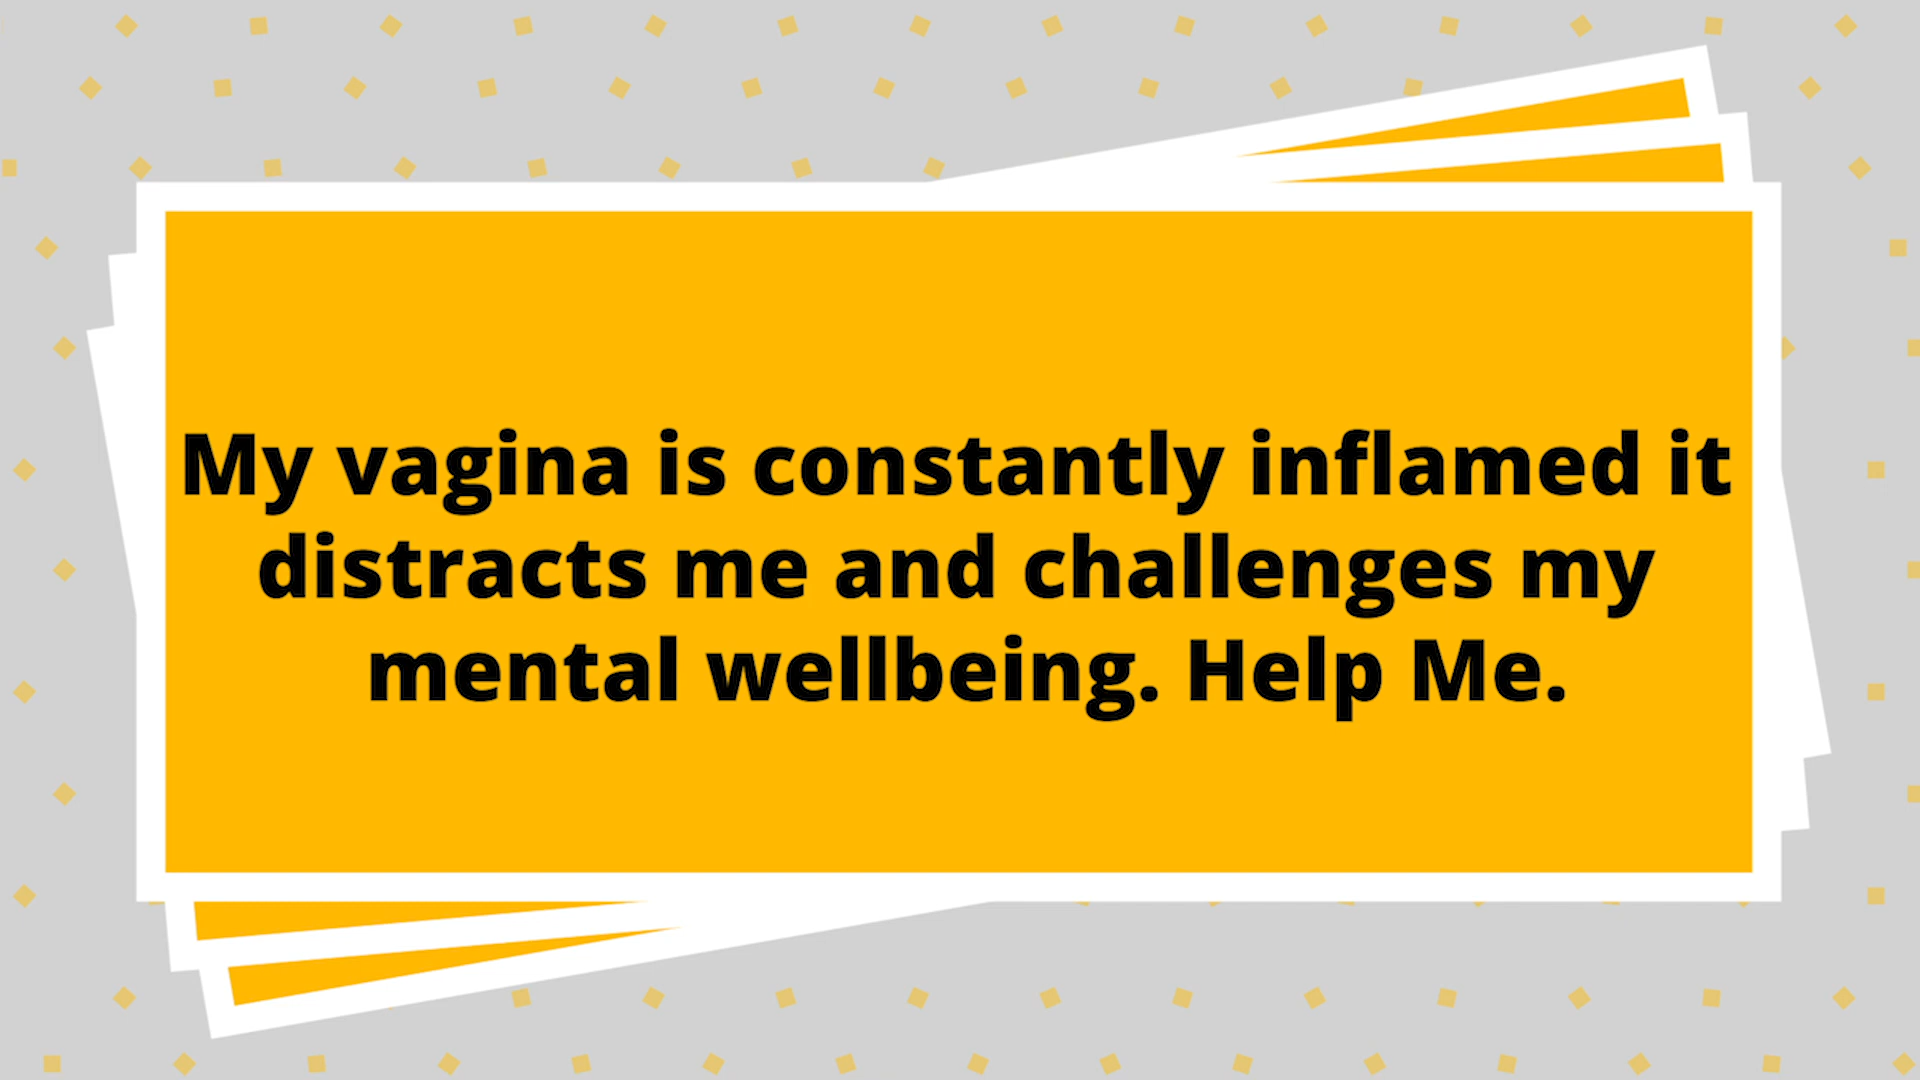 My vagina is constantly inflamed it
distracts me and challenges my
mental wellbeing. Help Me.